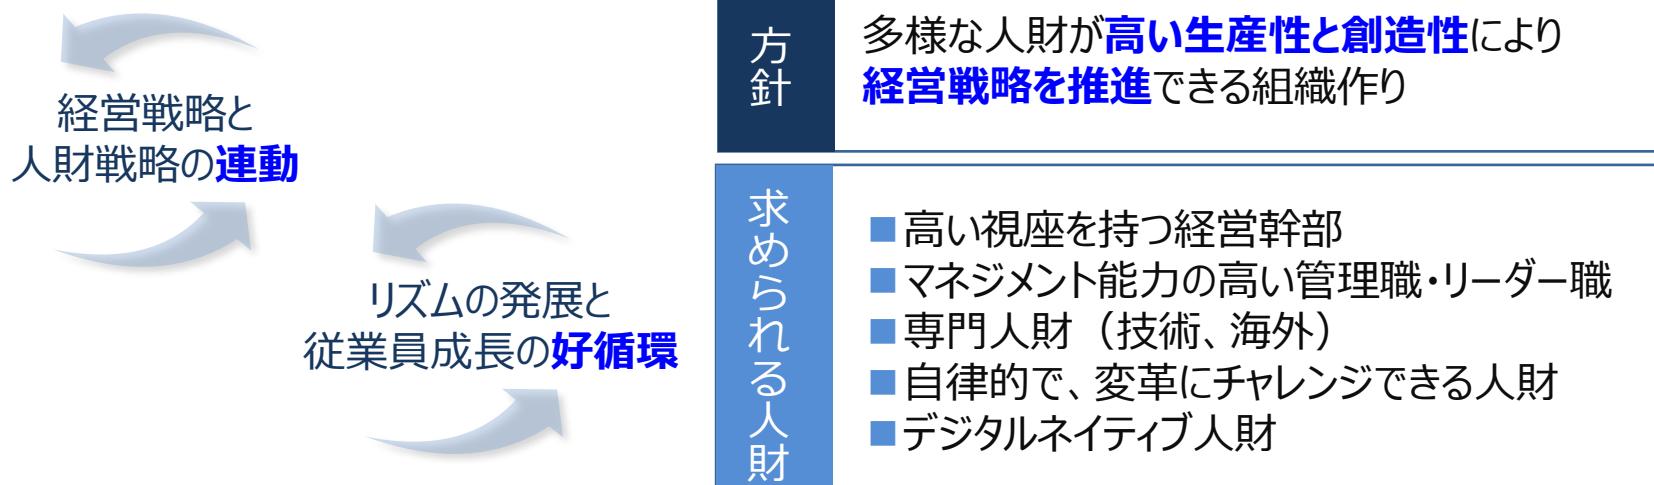 経営戦略と
人財戦略の連動
リズムの発展と
従業員成長の好循環
方針
多様な人財が高い生産性と創造性により
経営戦略を推進できる組織作り
求められる人財
■高い視座を持つ経営幹部
■マネジメント能力の高い管理職・リーダー職
■専門人財（技術、海外）
■自律的で、変革にチャレンジできる人財
■デジタルネイティブ人財